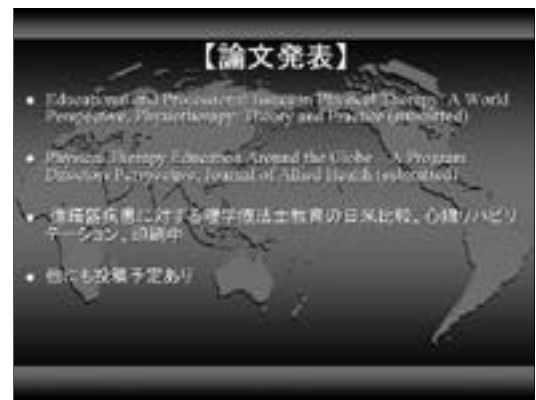 【論文発表】
● Educational and Professional Issues in Physical Therapy: A World
Perspective, Physiotherapy: Theory and Practice (submitted)
● Physical Therapy Education Around the Globe: A Program
Directors Perspective, Journal of Allied Health (submitted)
● 循環器疾患に対する理学療法士教育の日米比較、心臓リハビリ
テーション、印刷中
● 他にも投稿予定あり